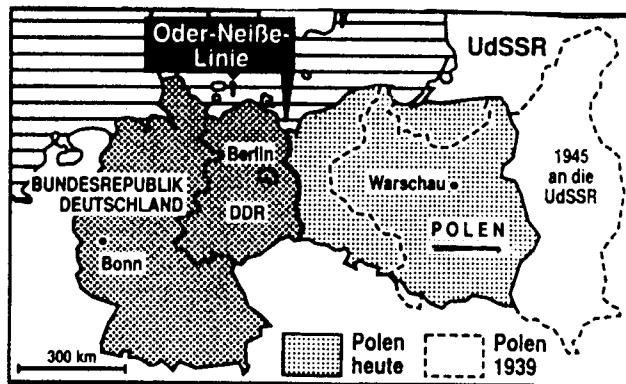 Oder-Neiße-
Linie
UdSSR
Berlin
1945
an die
UdSSR
BUNDESREPUBLIK
DEUTSCHLAND
Warschau
DDR
POLEN
Bonn
300 km
Polen
heute
Polen
1939